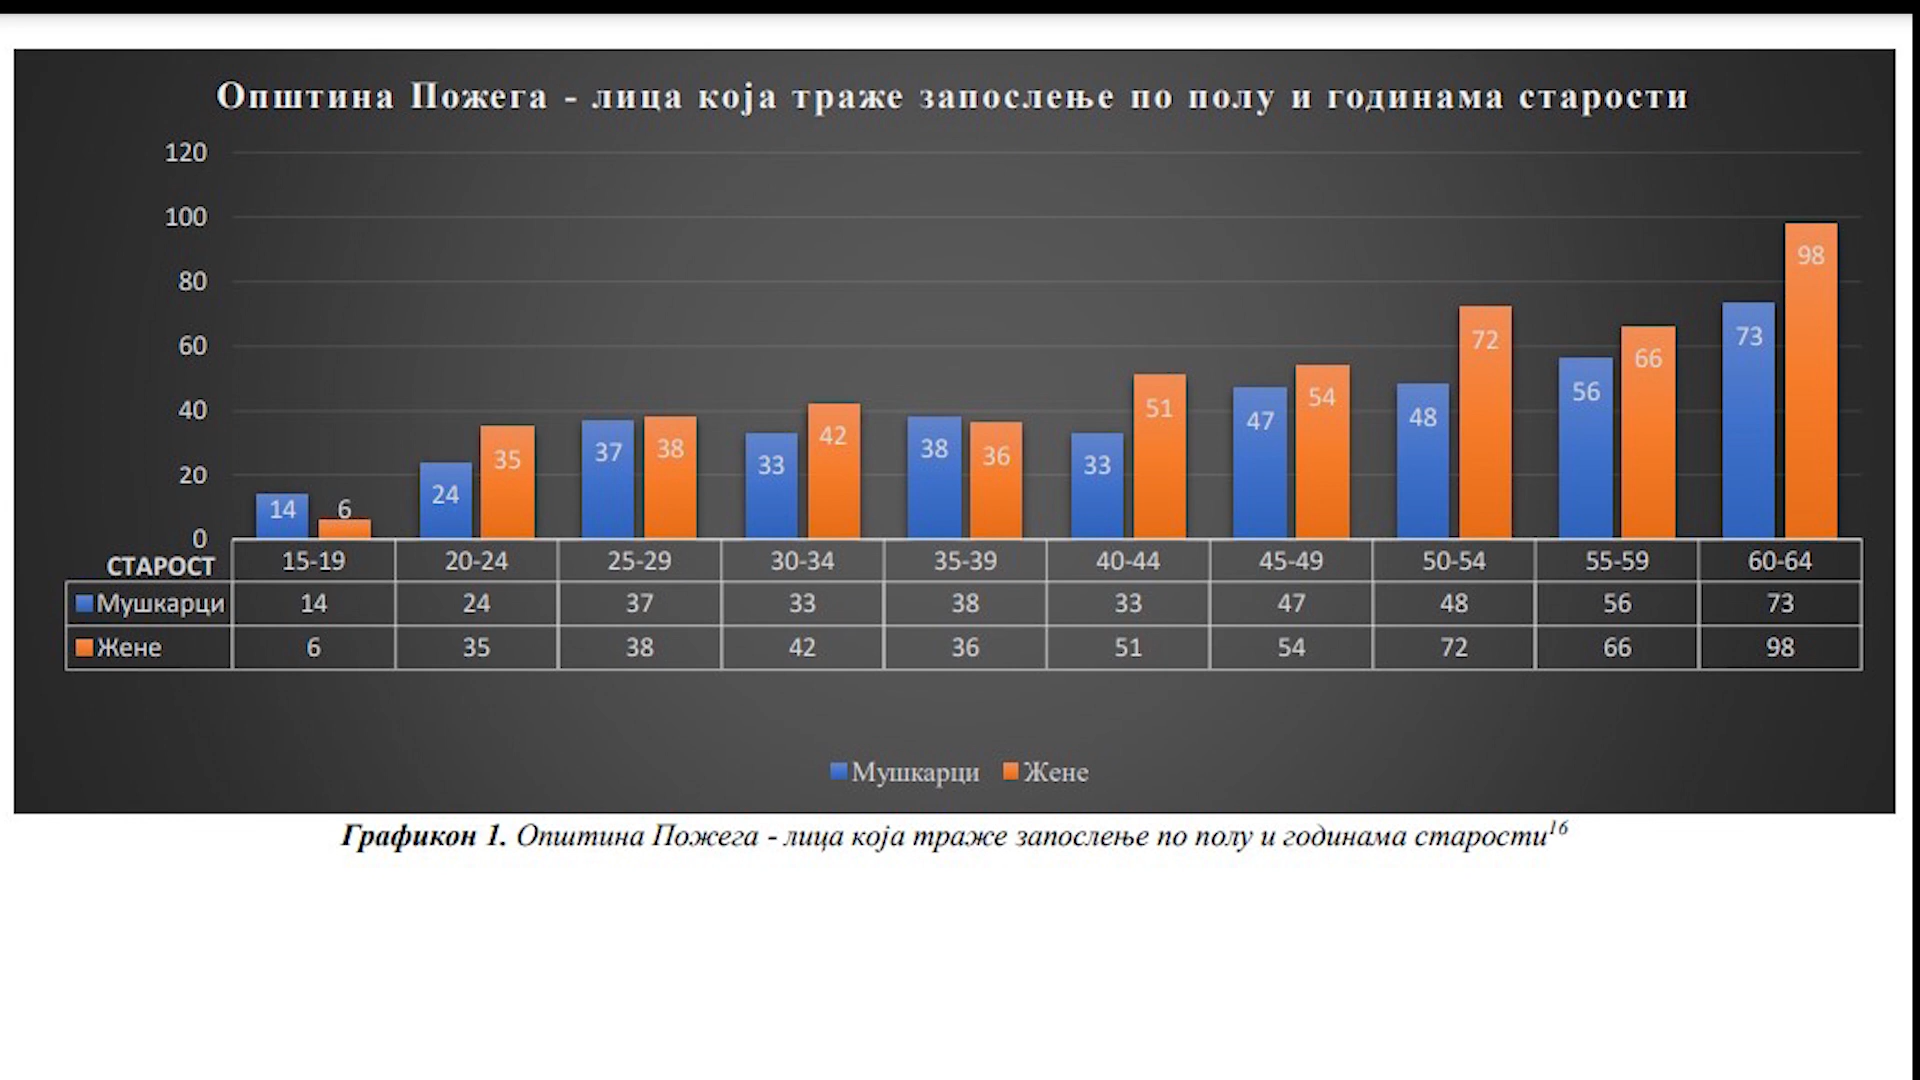 Општина Пожега - лица која траже запослење по полу и годинама старости
120
100
80
60
40
20
0
14 6 24 35 37 38 33 42 38 36 33 51 47 54 48 72 56 66 73 98
СТАРОСТ 15-19 20-24 25-29 30-34 35-39 40-44 45-49 50-54 55-59 60-64
Мушкарци 14 24 37 33 38 33 47 48 56 73
Жене 6 35 38 42 36 51 54 72 66 98
Мушкарци Жене
Графикон 1. Општина Пожега - лица која траже запослење по полу и годинама старости16